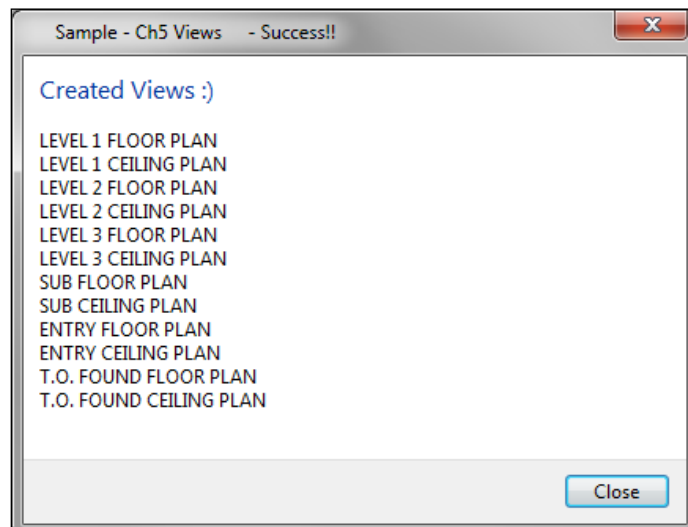 Sample - Ch5 Views - Success!!
Created Views :)
LEVEL 1 FLOOR PLAN
LEVEL 1 CEILING PLAN
LEVEL 2 FLOOR PLAN
LEVEL 2 CEILING PLAN
LEVEL 3 FLOOR PLAN
LEVEL 3 CEILING PLAN
SUB FLOOR PLAN
SUB CEILING PLAN
ENTRY FLOOR PLAN
ENTRY CEILING PLAN
T.O. FOUND FLOOR PLAN
T.O. FOUND CEILING PLAN
Close